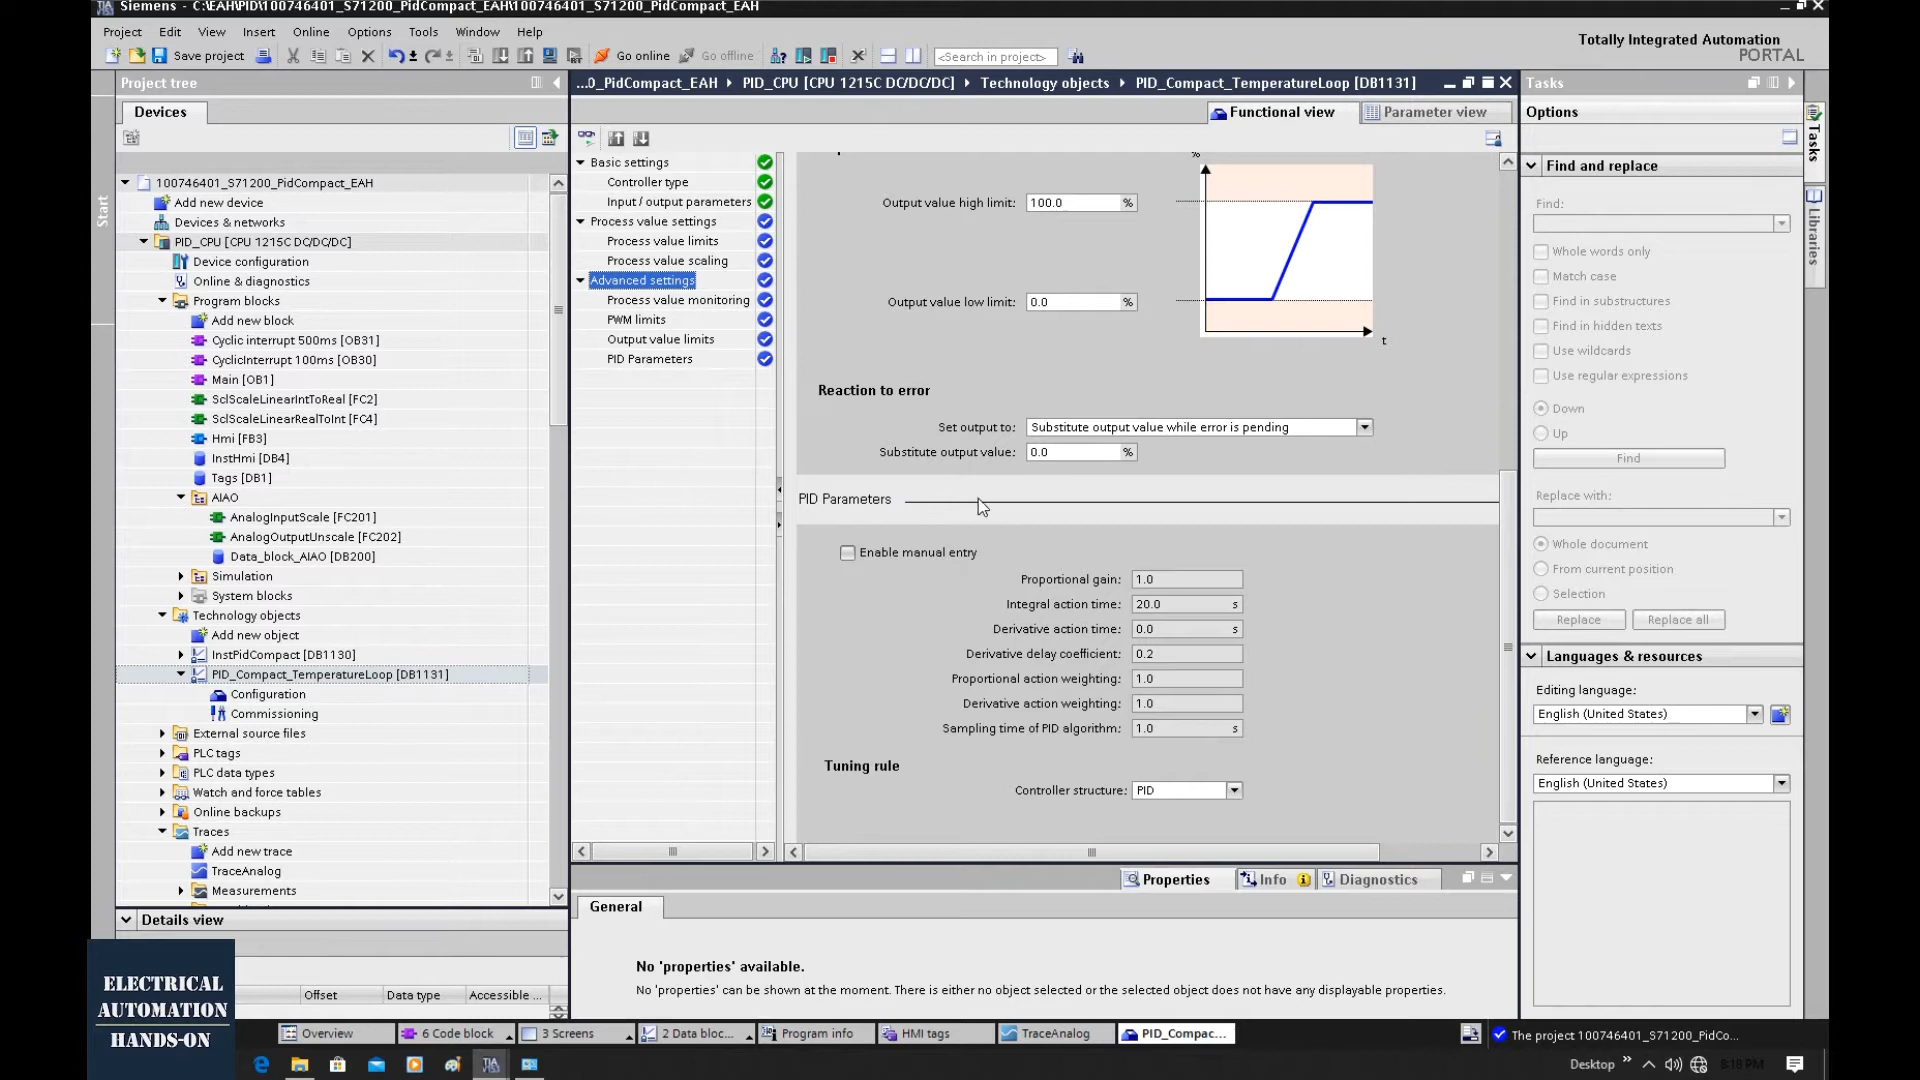 Siemens - C:\EAH\PID\100746401_S71200_PidCompact_EAH\100746401_S71200_PidCompact_EAH
Project Edit View Insert Online Options Tools Window Help
Totally Integrated Automation
PORTAL
Save project
Go online
Go offline
<Search in project>
Project tree
...0_PidCompact_EAH PID_CPU [CPU 1215C DC/DC/DC] Technology objects PID_Compact_TemperatureLoop [DB1131]
Tasks
Devices
Functional view
Parameter view
Options
Start
100746401_S71200_PidCompact_EAH
Add new device
Devices & networks
PID_CPU [CPU 1215C DC/DC/DC]
Device configuration
Online & diagnostics
Program blocks
Add new block
Cyclic interrupt 500ms [OB31]
CyclicInterrupt 100ms [OB30]
Main [OB1]
SclScaleLinearIntToReal [FC2]
SclScaleLinearRealToInt [FC4]
Hmi [FB3]
InstHmi [DB4]
Tags [DB1]
AIAO
AnalogInputScale [FC201]
AnalogOutputUnscale [FC202]
Data_block_AIAO [DB200]
Simulation
System blocks
Technology objects
Add new object
InstPidCompact [DB1130]
PID_Compact_TemperatureLoop [DB1131]
Configuration
Commissioning
External source files
PLC tags
PLC data types
Watch and force tables
Online backups
Traces
Add new trace
TraceAnalog
Measurements
Details view
Offset Data type Accessible ...
Basic settings
Controller type
Input / output parameters
Process value settings
Process value limits
Process value scaling
Advanced settings
Process value monitoring
PWM limits
Output value limits
PID Parameters
%
Output value high limit: 100.0 %
Output value low limit: 0.0 %
t
Reaction to error
Set output to: Substitute output value while error is pending
Substitute output value: 0.0 %
PID Parameters
Enable manual entry
Proportional gain: 1.0
Integral action time: 20.0 s
Derivative action time: 0.0 s
Derivative delay coefficient: 0.2
Proportional action weighting: 1.0
Derivative action weighting: 1.0
Sampling time of PID algorithm: 1.0 s
Tuning rule
Controller structure: PID
Properties Info Diagnostics
General
No 'properties' available.
No 'properties' can be shown at the moment. There is either no object selected or the selected object does not have any displayable properties.
Find and replace
Find:
Whole words only
Match case
Find in substructures
Find in hidden texts
Use wildcards
Use regular expressions
Down
Up
Find
Replace with:
Whole document
From current position
Selection
Replace Replace all
Languages & resources
Editing language:
English (United States)
Reference language:
English (United States)
Tasks
Libraries
ELECTRICAL
AUTOMATION
HANDS-ON
Overview 6 Code block 3 Screens 2 Data bloc... Program info HMI tags TraceAnalog PID_Compac...
The project 100746401_S71200_PidCo...
Desktop
8:18 PM